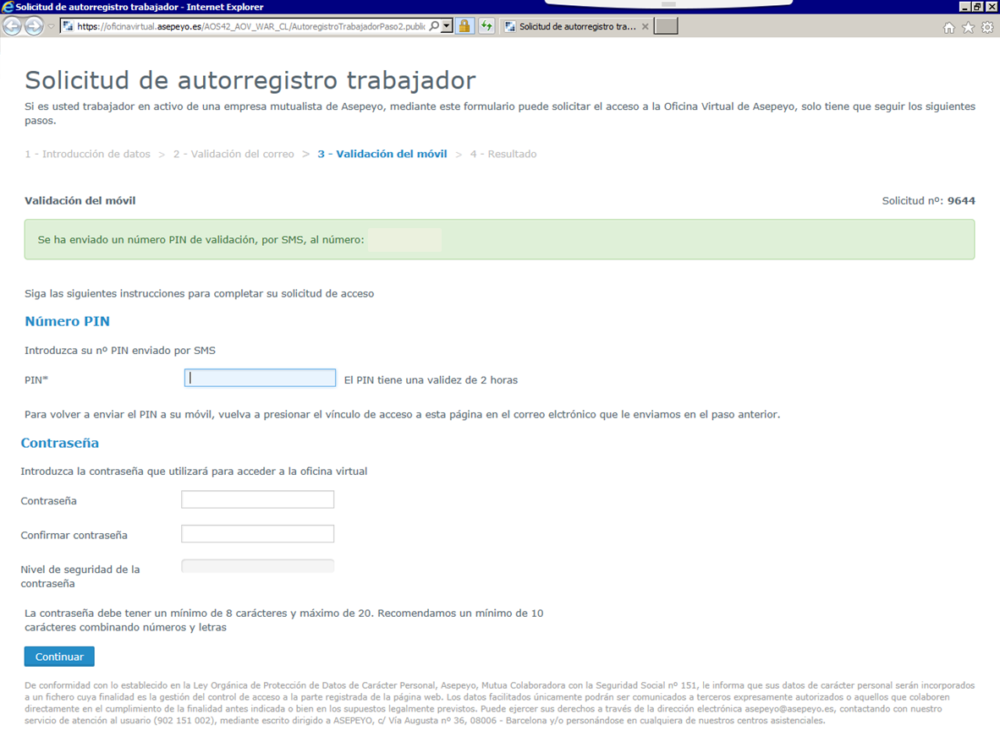 Solicitud de autorregistro trabajador - Internet Explorer
https://oficinavirtual.asepeyo.es/AOS42_AOV_WAR_CL/AutoregistroTrabajadorPaso2.public
Solicitud de autorregistro tra...
Solicitud de autorregistro trabajador
Si es usted trabajador en activo de una empresa mutualista de Asepeyo, mediante este formulario puede solicitar el acceso a la Oficina Virtual de Asepeyo, solo tiene que seguir los siguientes
pasos.
1 - Introducción de datos > 2 - Validación del correo > 3 - Validación del móvil > 4 - Resultado
Validación del móvil Solicitud nº: 9644
Se ha enviado un número PIN de validación, por SMS, al número:
Siga las siguientes instrucciones para completar su solicitud de acceso
Número PIN
Introduzca su nº PIN enviado por SMS
PIN* El PIN tiene una validez de 2 horas
Para volver a enviar el PIN a su móvil, vuelva a presionar el vínculo de acceso a esta página en el correo elctrónico que le enviamos en el paso anterior.
Contraseña
Introduzca la contraseña que utilizará para acceder a la oficina virtual
Contraseña
Confirmar contraseña
Nivel de seguridad de la
contraseña
La contraseña debe tener un mínimo de 8 carácteres y máximo de 20. Recomendamos un mínimo de 10
carácteres combinando números y letras
Continuar
De conformidad con lo establecido en la Ley Orgánica de Protección de Datos de Carácter Personal, Asepeyo, Mutua Colaboradora con la Seguridad Social nº 151, le informa que sus datos de carácter personal serán incorporados
a un fichero cuya finalidad es la gestión del control de acceso a la parte registrada de la página web. Los datos facilitados únicamente podrán ser comunicados a terceros expresamente autorizados o aquellos que colaboren
directamente en el cumplimiento de la finalidad antes indicada o bien en los supuestos legalmente previstos. Puede ejercer sus derechos a través de la dirección electrónica asepeyo@asepeyo.es, contactando con nuestro
servicio de atención al usuario (902 151 002), mediante escrito dirigido a ASEPEYO, c/ Vía Augusta nº 36, 08006 - Barcelona y/o personándose en cualquiera de nuestros centros asistenciales.